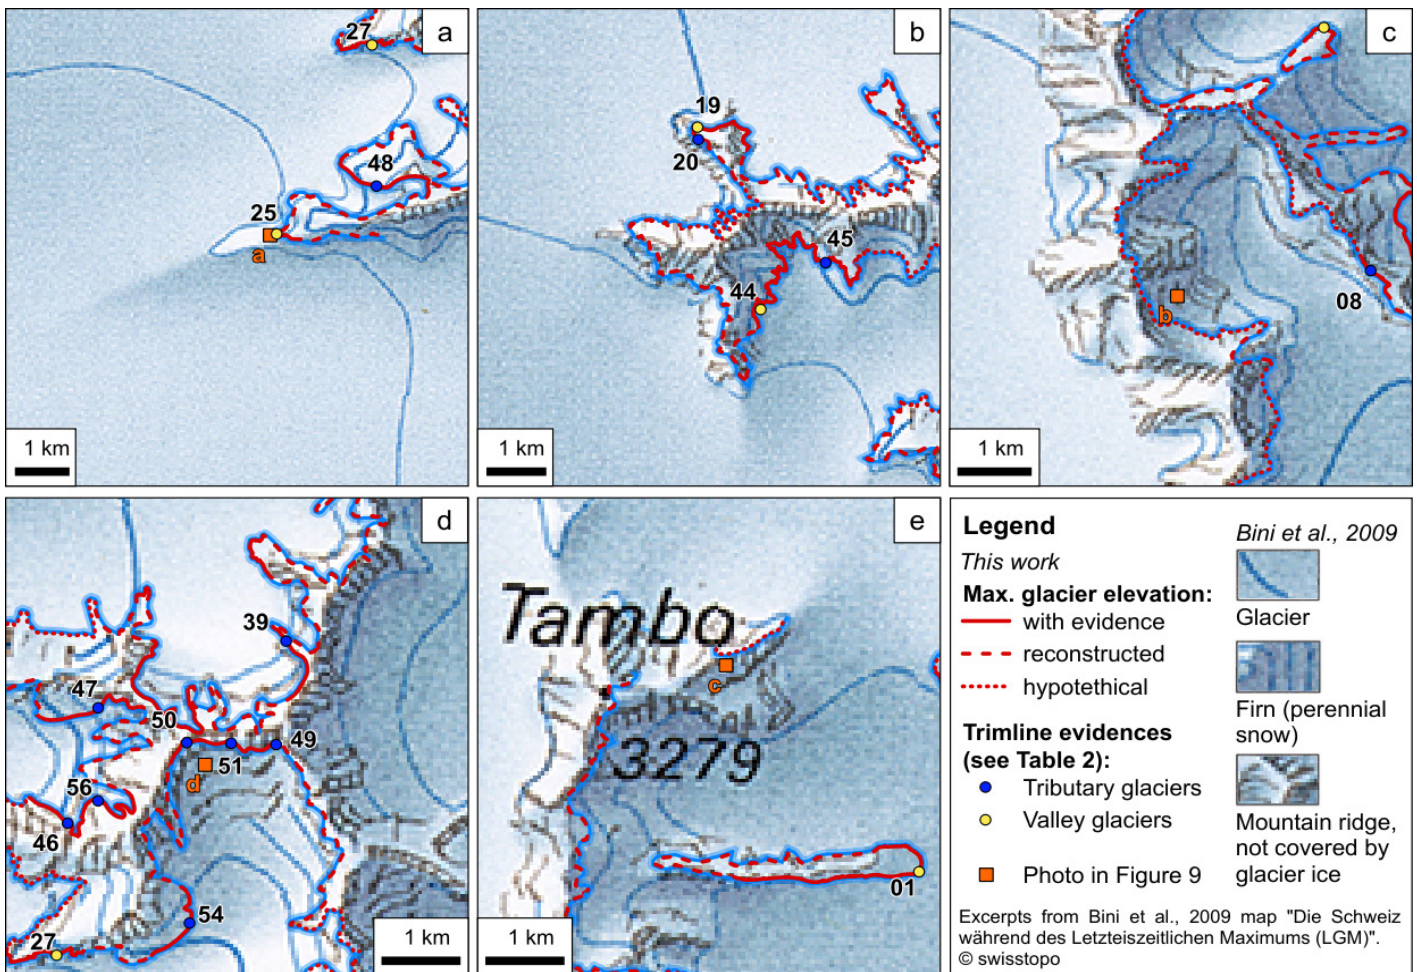 a
27
48
25
a
1 km
b
19
20
45
44
1 km
c
08
b
1 km
d
39
47
50
49
51
d
56
46
54
27
1 km
e
Tambo
c
3279
01
1 km
Legend
This work
Max. glacier elevation:
with evidence
reconstructed
hypotethical
Trimline evidences
(see Table 2):
Tributary glaciers
Valley glaciers
Photo in Figure 9
Bini et al., 2009
Glacier
Firn (perennial
snow)
Mountain ridge,
not covered by
glacier ice
Excerpts from Bini et al., 2009 map "Die Schweiz
während des Letzteiszeitlichen Maximums (LGM)".
© swisstopo